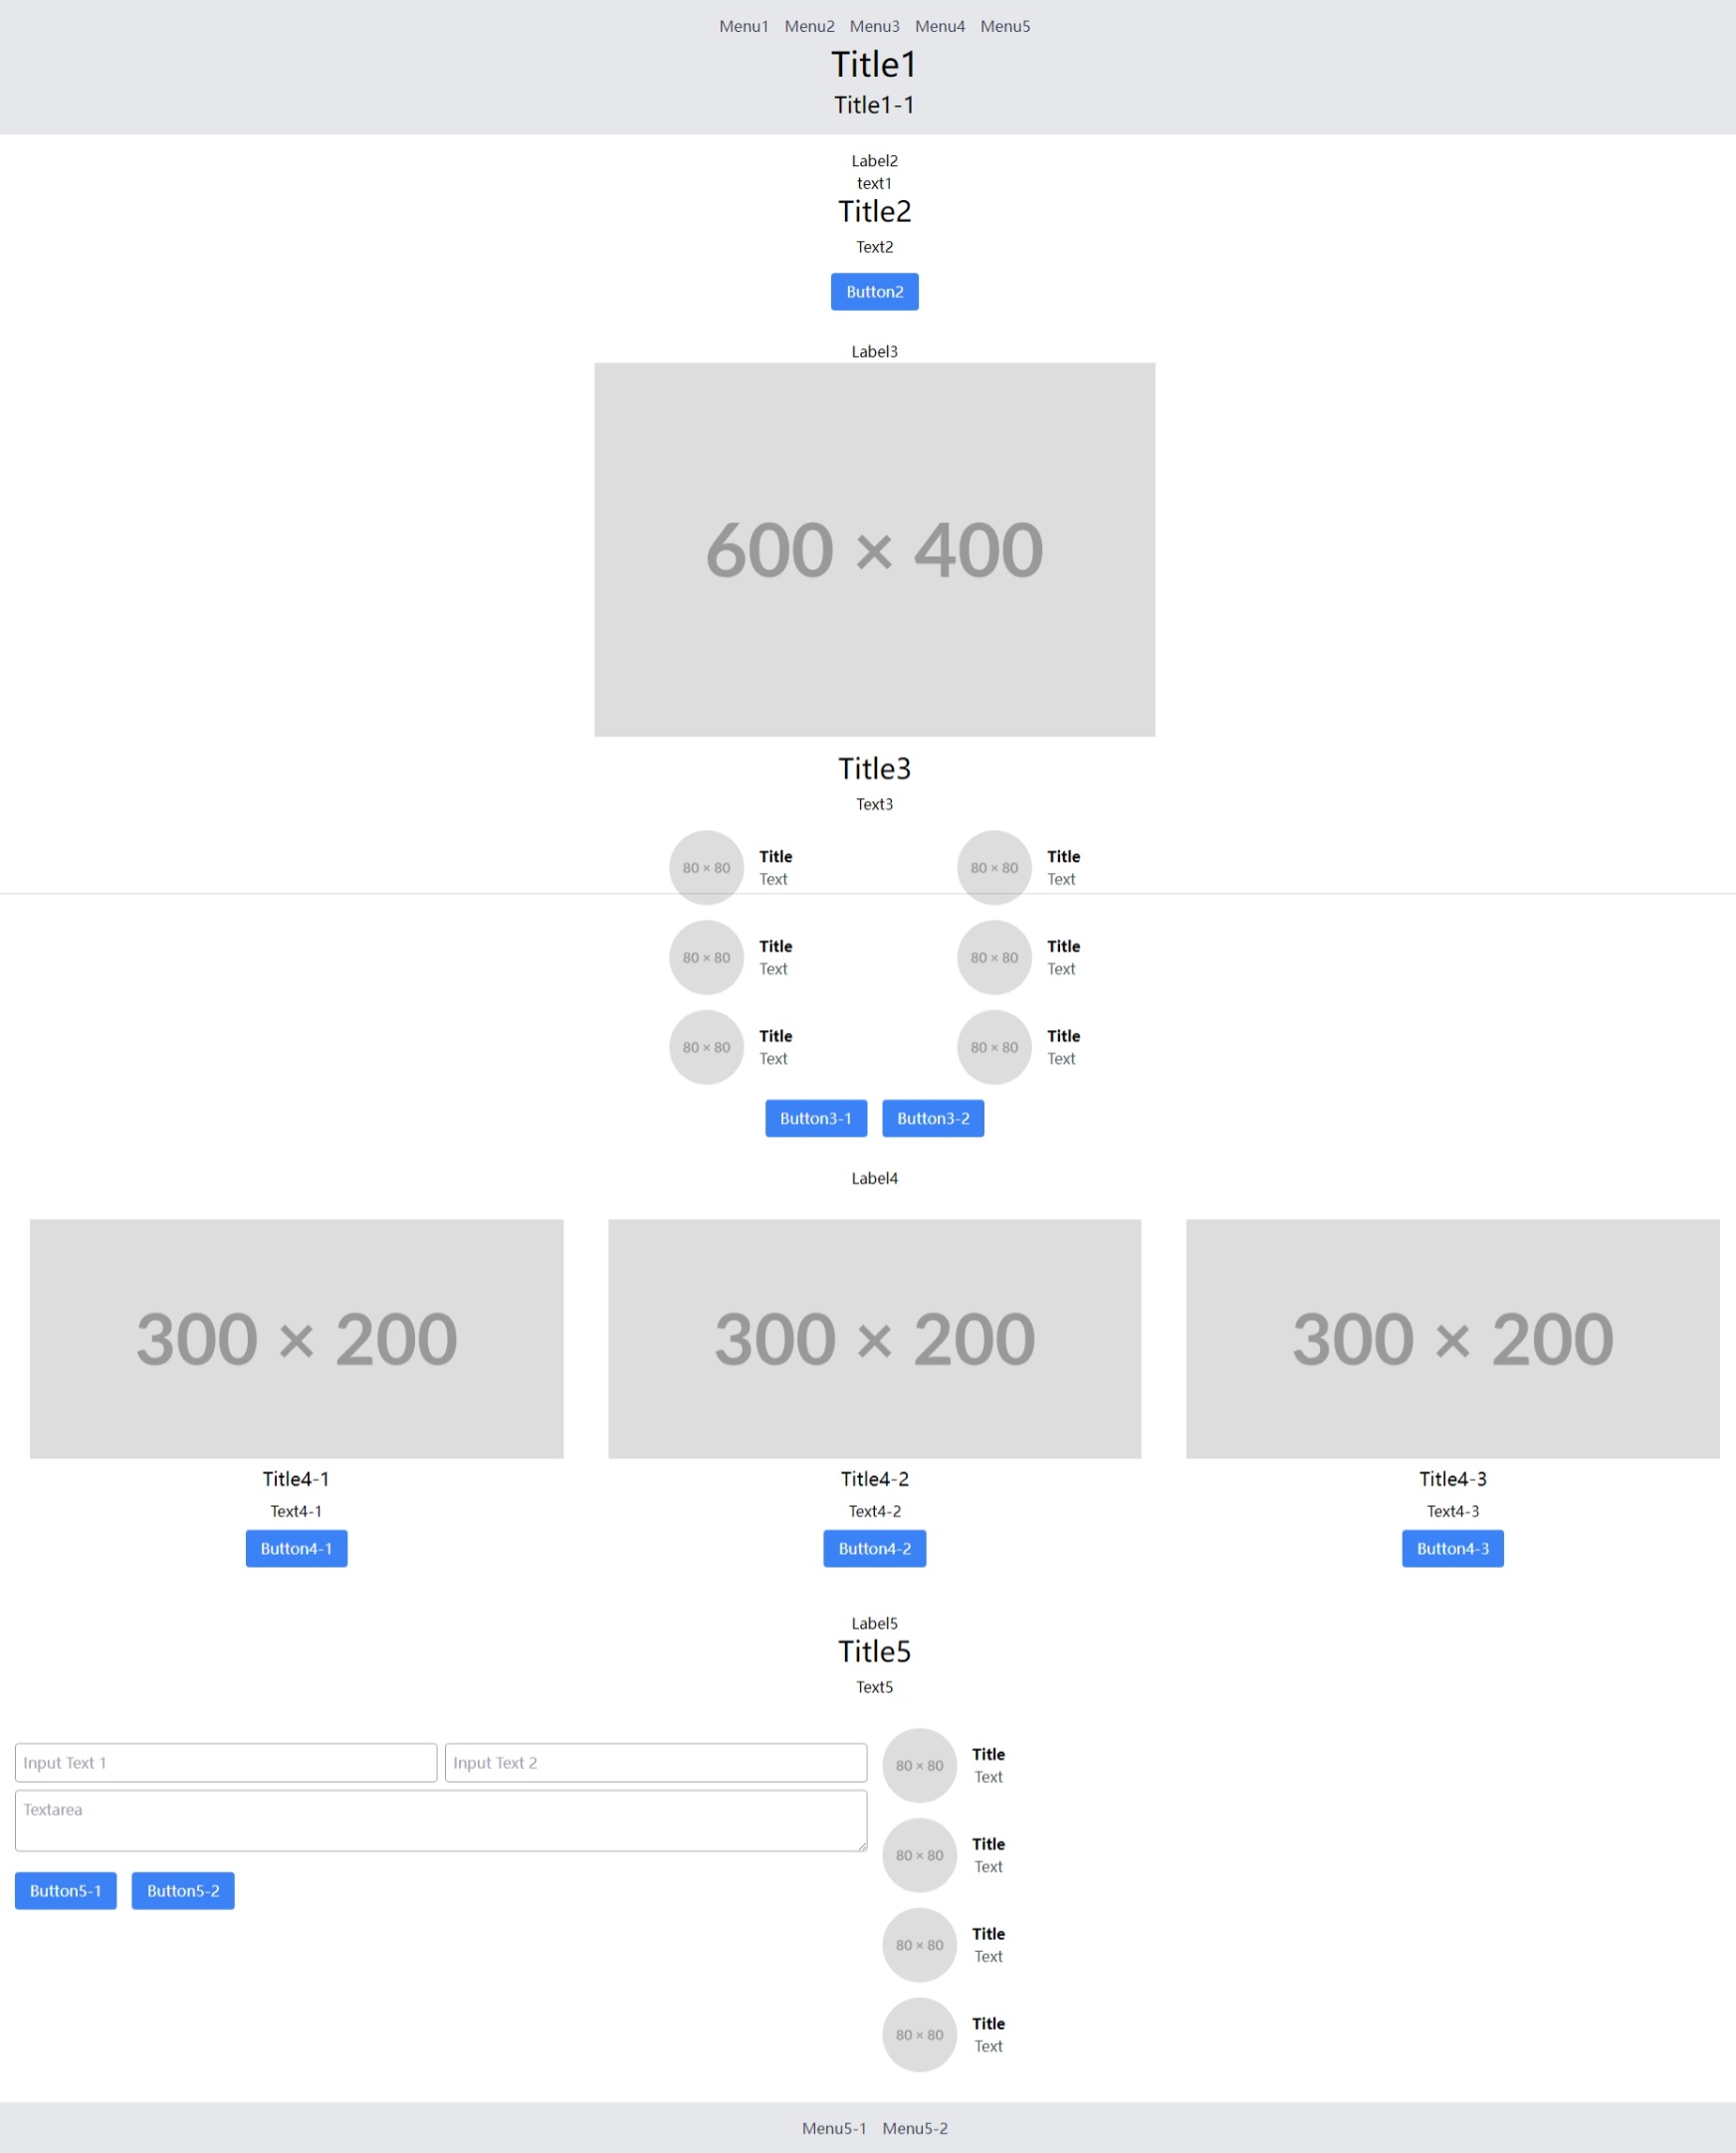 Menu1 Menu2 Menu3 Menu4 Menu5
Title1
Title1-1
Label2
text1
Title2
Text2
Button2
Label3
600 × 400
Title3
Text3
80 × 80 Title 80 × 80 Title
Text Text
80 × 80 Title 80 × 80 Title
Text Text
80 × 80 Title 80 × 80 Title
Text Text
Button3-1 Button3-2
Label4
300 × 200 300 × 200 300 × 200
Title4-1 Title4-2 Title4-3
Text4-1 Text4-2 Text4-3
Button4-1 Button4-2 Button4-3
Label5
Title5
Text5
Input Text 1 Input Text 2
Textarea
Button5-1 Button5-2
80 × 80 Title
Text
80 × 80 Title
Text
80 × 80 Title
Text
80 × 80 Title
Text
Menu5-1 Menu5-2